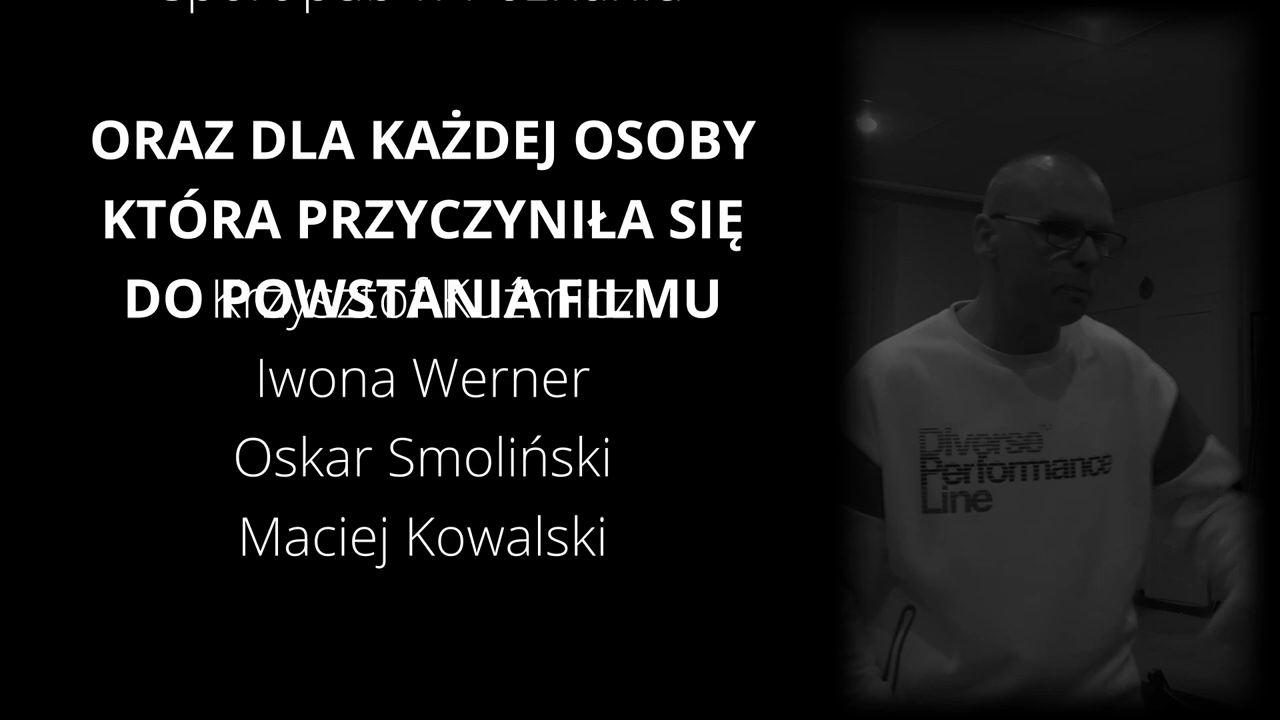 ORAZ DLA KAŻDEJ OSOBY
KTÓRA PRZYCZYNIŁA SIĘ
DO POWSTANIA FILMU
Iwona Werner
Oskar Smoliński
Maciej Kowalski
Diverse
Performance
Line